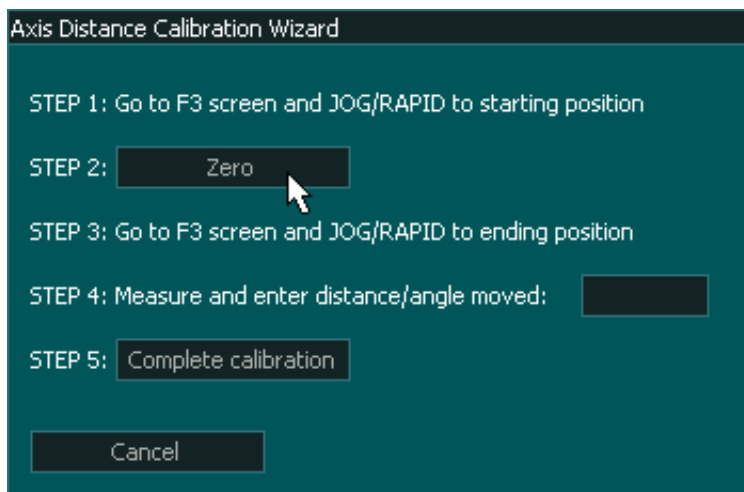 Axis Distance Calibration Wizard
STEP 1: Go to F3 screen and JOG/RAPID to starting position
STEP 2: Zero
STEP 3: Go to F3 screen and JOG/RAPID to ending position
STEP 4: Measure and enter distance/angle moved:
STEP 5: Complete calibration
Cancel